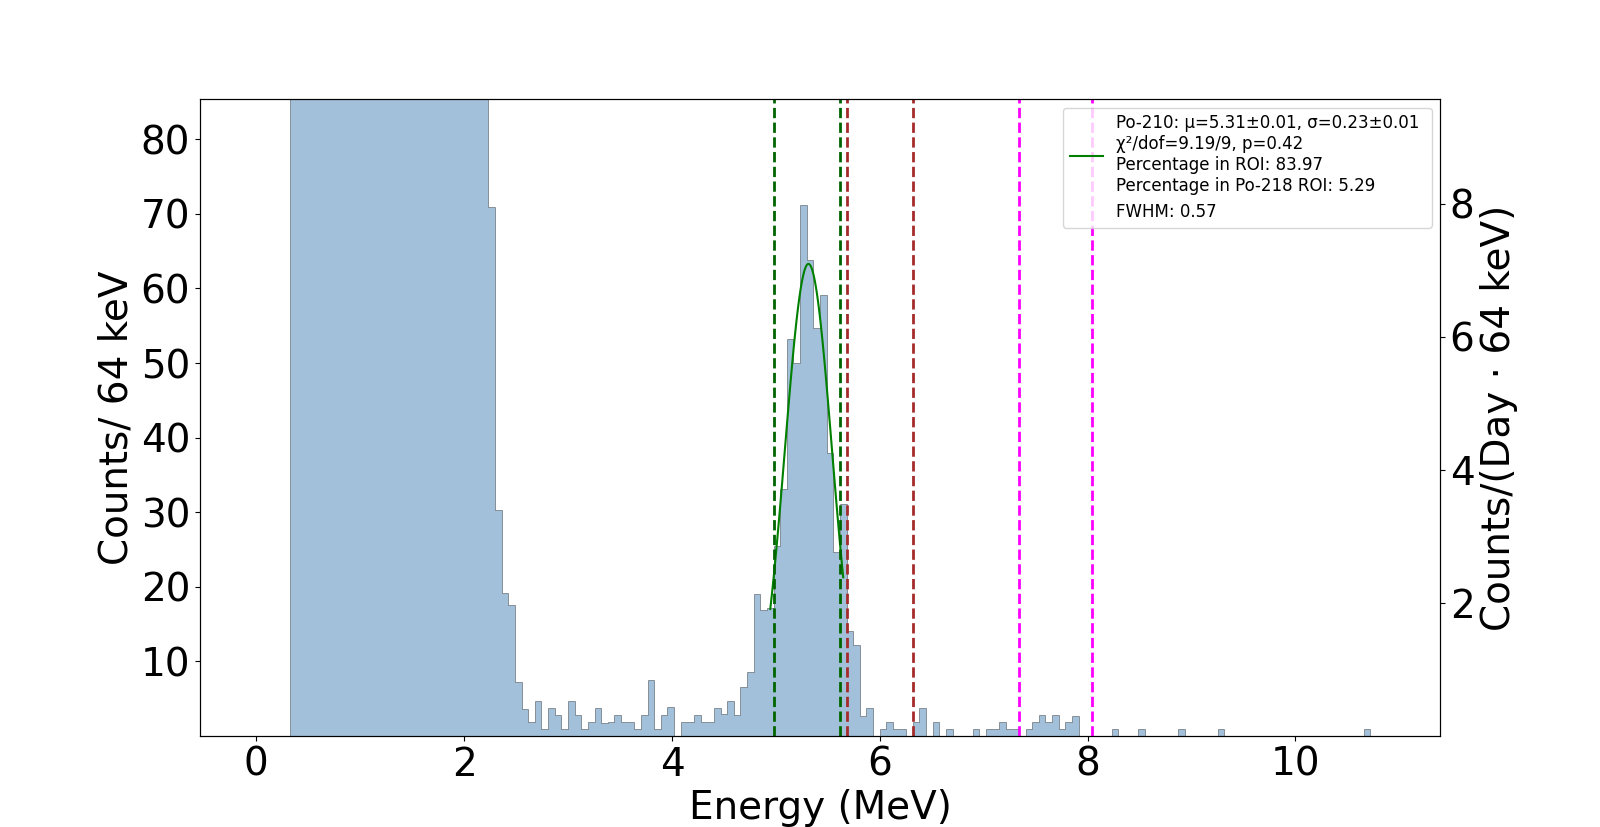 Po-210: μ=5.31±0.01, σ=0.23±0.01
χ²/dof=9.19/9, p=0.42
Percentage in ROI: 83.97
Percentage in Po-218 ROI: 5.29
FWHM: 0.57
Counts/ 64 keV
80
70
60
50
40
30
20
10
8
6
4
2
Counts/(Day · 64 keV)
0
2
4
6
8
10
Energy (MeV)